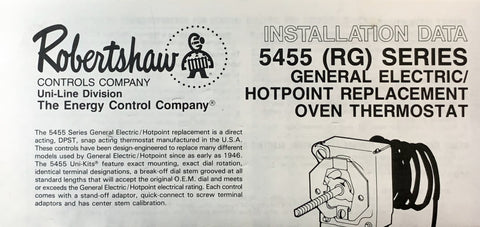 Robertshaw
CONTROLS COMPANY
Uni-Line Division
The Energy Control Company®
INSTALLATION DATA
5455 (RG) SERIES
GENERAL ELECTRIC/
HOTPOINT REPLACEMENT
OVEN THERMOSTAT
The 5455 Series General Electric/Hotpoint replacement is a direct
acting, DPST, snap acting thermostat manufactured in the U.S.A.
These controls have been design-engineered to replace many different
models used by General Electric/Hotpoint since as early as 1946.
The 5455 Uni-Kits® feature exact mounting, exact dial rotation,
identical terminal designations, a break-off dial stem grooved at all
standard lengths that will accept the original O.E.M. dial and meets
or exceeds the General Electric/Hotpoint electrical rating. Each control
comes with a stand-off adaptor, quick-connect to screw terminal
adaptors and has center stem calibration.